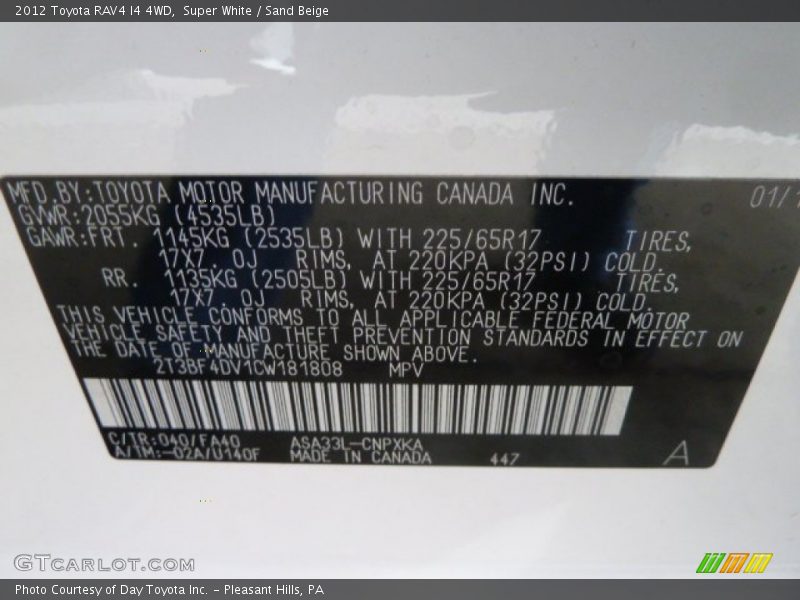 2012 Toyota RAV4 I4 4WD,  Super White / Sand Beige
MFD.BY:TOYOTA MOTOR MANUFACTURING CANADA INC. 01/1
GVWR:2055KG (4535LB)
GAWR:FRT. 1145KG (2535LB) WITH 225/65R17 TIRES,
17X7 0J RIMS, AT 220KPA (32PSI) COLD.
RR. 1135KG (2505LB) WITH 225/65R17 TIRES,
17X7 0J RIMS, AT 220KPA (32PSI) COLD.
THIS VEHICLE CONFORMS TO ALL APPLICABLE FEDERAL MOTOR
VEHICLE SAFETY AND THEFT PREVENTION STANDARDS IN EFFECT ON
THE DATE OF MANUFACTURE SHOWN ABOVE.
2T3BF4DV1CW181808 MPV
C/TR:040/FA40 ASA33L-CNPXKA
A/TM:-02A/U140F MADE IN CANADA 447 A
GTCARLOT.COM
Photo Courtesy of Day Toyota Inc. - Pleasant Hills, PA